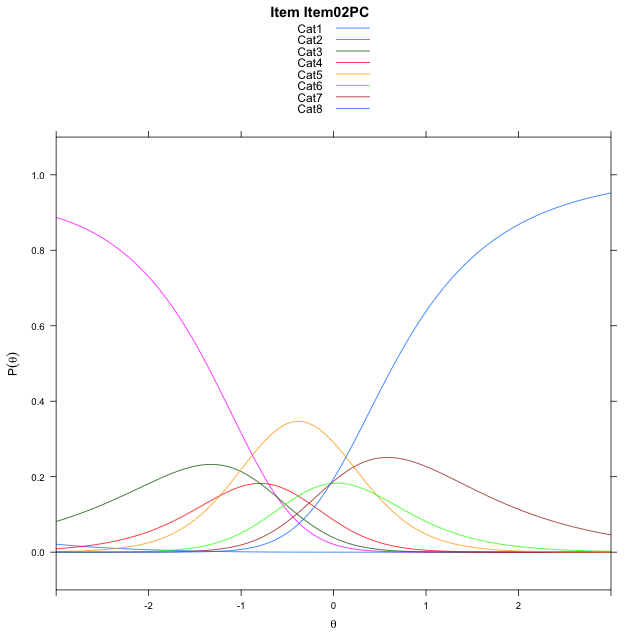 Item Item02PC
Cat1
Cat2
Cat3
Cat4
Cat5
Cat6
Cat7
Cat8
1.0
0.8
0.6
0.4
0.2
0.0
P(θ)
-2 -1 0 1 2
θ